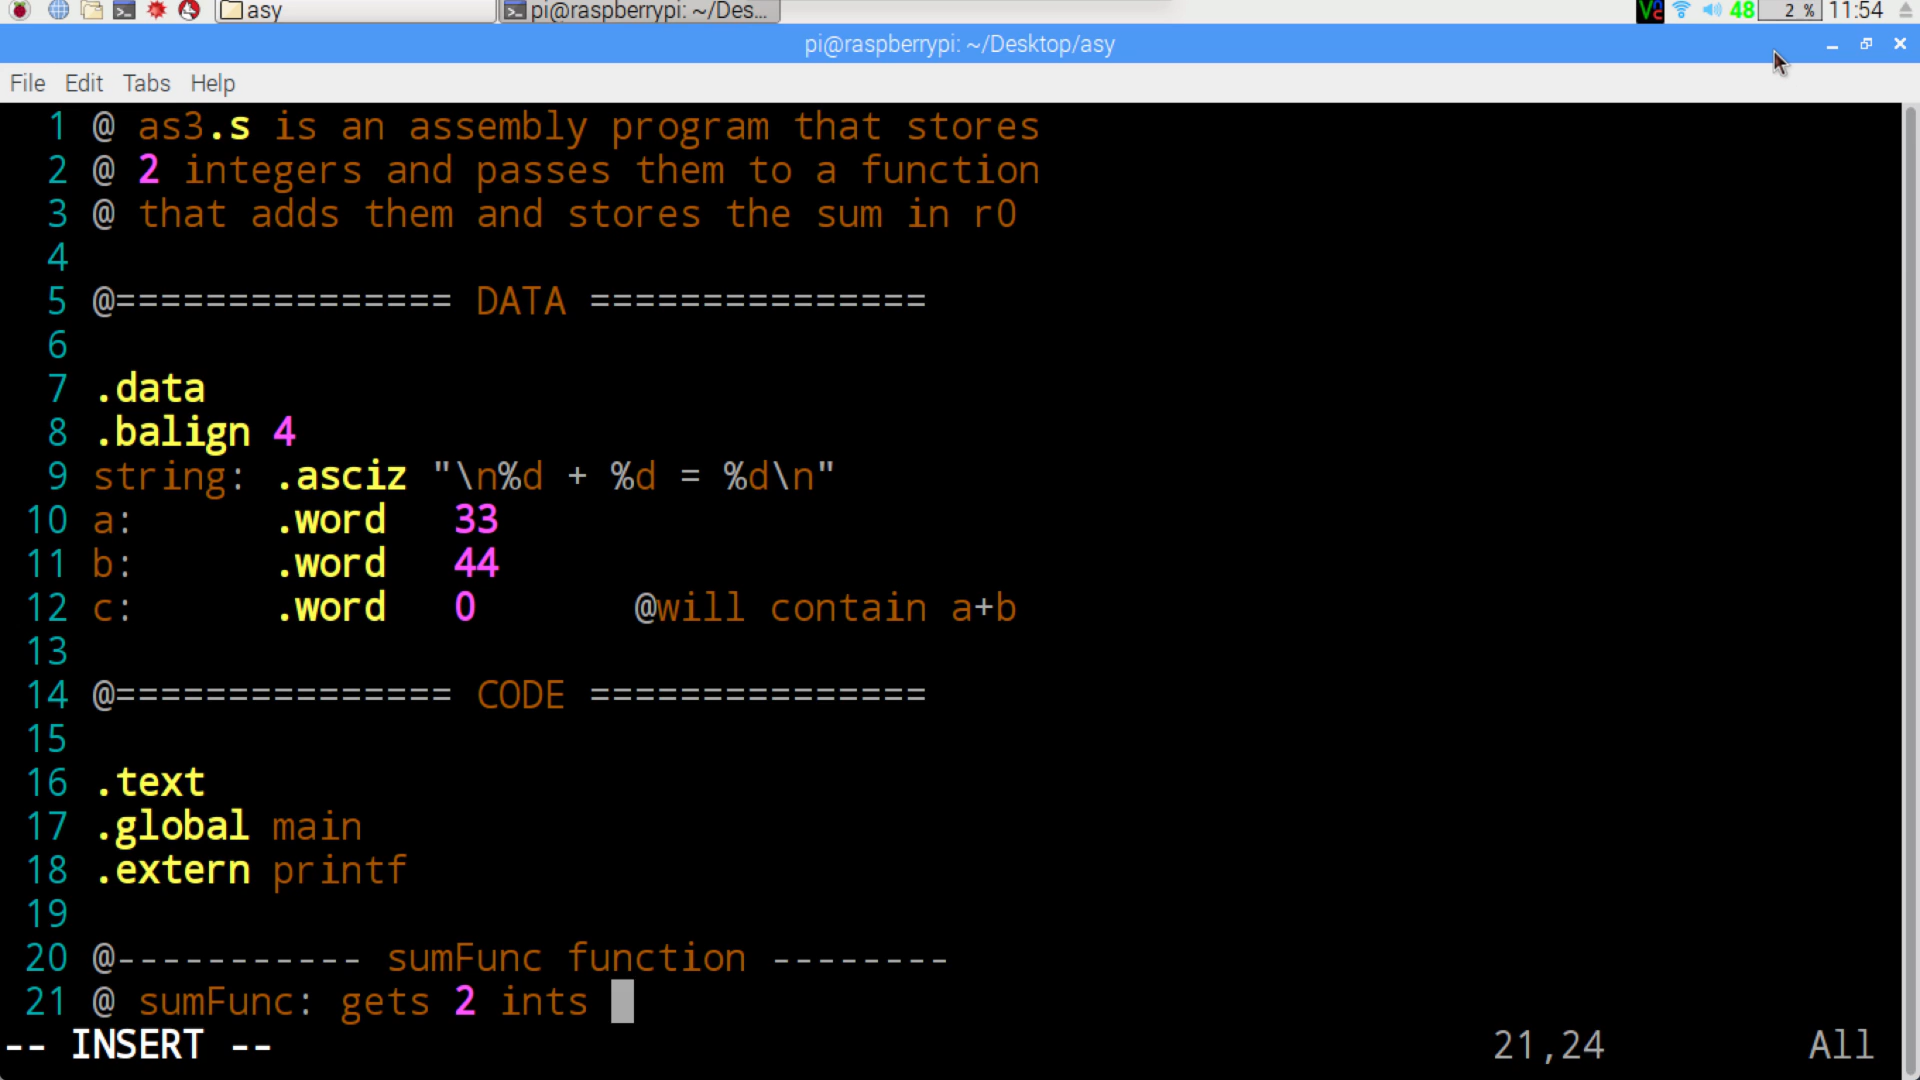 asy
pi@raspberrypi: ~/Des...
48
2 %
11:54
pi@raspberrypi: ~/Desktop/asy
File Edit Tabs Help
1 @ as3.s is an assembly program that stores
2 @ 2 integers and passes them to a function
3 @ that adds them and stores the sum in r0
4
5 @=============== DATA ===============
6
7 .data
8 .balign 4
9 string: .asciz "\n%d + %d = %d\n"
10 a: .word 33
11 b: .word 44
12 c: .word 0 @will contain a+b
13
14 @=============== CODE ===============
15
16 .text
17 .global main
18 .extern printf
19
20 @----------- sumFunc function --------
21 @ sumFunc: gets 2 ints
-- INSERT -- 21,24 All